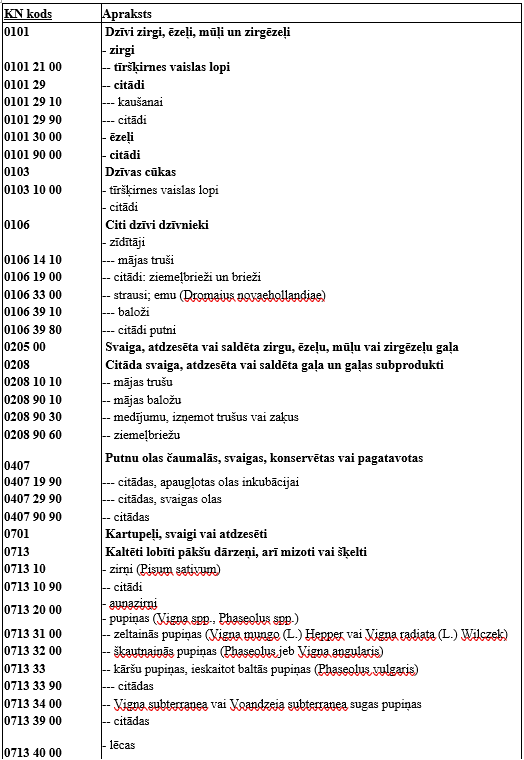 KN kods Apraksts
0101 Dzīvi zirgi, ēzeļi, mūļi un zirgēzeļi
- zirgi
0101 21 00 -- tīršķirnes vaislas lopi
0101 29 -- citādi
0101 29 10 --- kaušanai
0101 29 90 --- citādi
0101 30 00 - ēzeļi
0101 90 00 - citādi
0103 Dzīvas cūkas
0103 10 00 - tīršķirnes vaislas lopi
- citādi
0106 Citi dzīvi dzīvnieki
- zīdītāji
0106 14 10 --- mājas truši
0106 19 00 -- citādi: ziemeļbrieži un brieži
0106 33 00 -- strausi; emu (Dromaius novaehollandiae)
0106 39 10 --- baloži
0106 39 80 --- citādi putni
0205 00 Svaiga, atdzesēta vai saldēta zirgu, ēzeļu, mūļu vai zirgēzeļu gaļa
0208 Citāda svaiga, atdzesēta vai saldēta gaļa un gaļas subprodukti
0208 10 10 -- mājas trušu
0208 90 10 -- mājas baložu
0208 90 30 -- medījumu, izņemot trušus vai zaķus
0208 90 60 -- ziemeļbriežu
0407 Putnu olas čaumalās, svaigas, konservētas vai pagatavotas
0407 19 90 --- citādas, apaugļotas olas inkubācijai
0407 29 90 --- citādas, svaigas olas
0407 90 90 -- citādas
0701 Kartupeļi, svaigi vai atdzesēti
0713 Kaltēti lobīti pākšu dārzeņi, arī mizoti vai šķelti
0713 10 - zirņi (Pisum sativum)
0713 10 90 -- citādi
0713 20 00 - aunazirņi
- pupiņas (Vigna spp., Phaseolus spp.)
0713 31 00 -- zeltainās pupiņas (Vigna mungo (L.) Hepper vai Vigna radiata (L.) Wilczek)
0713 32 00 -- šķautnainās pupiņas (Phaseolus jeb Vigna angularis)
0713 33 -- kāršu pupiņas, ieskaitot baltās pupiņas (Phaseolus vulgaris)
0713 33 90 --- citādas
0713 34 00 -- Vigna subterranea vai Voandzeia subterranea sugas pupiņas
0713 39 00 -- citādas
0713 40 00 - lēcas